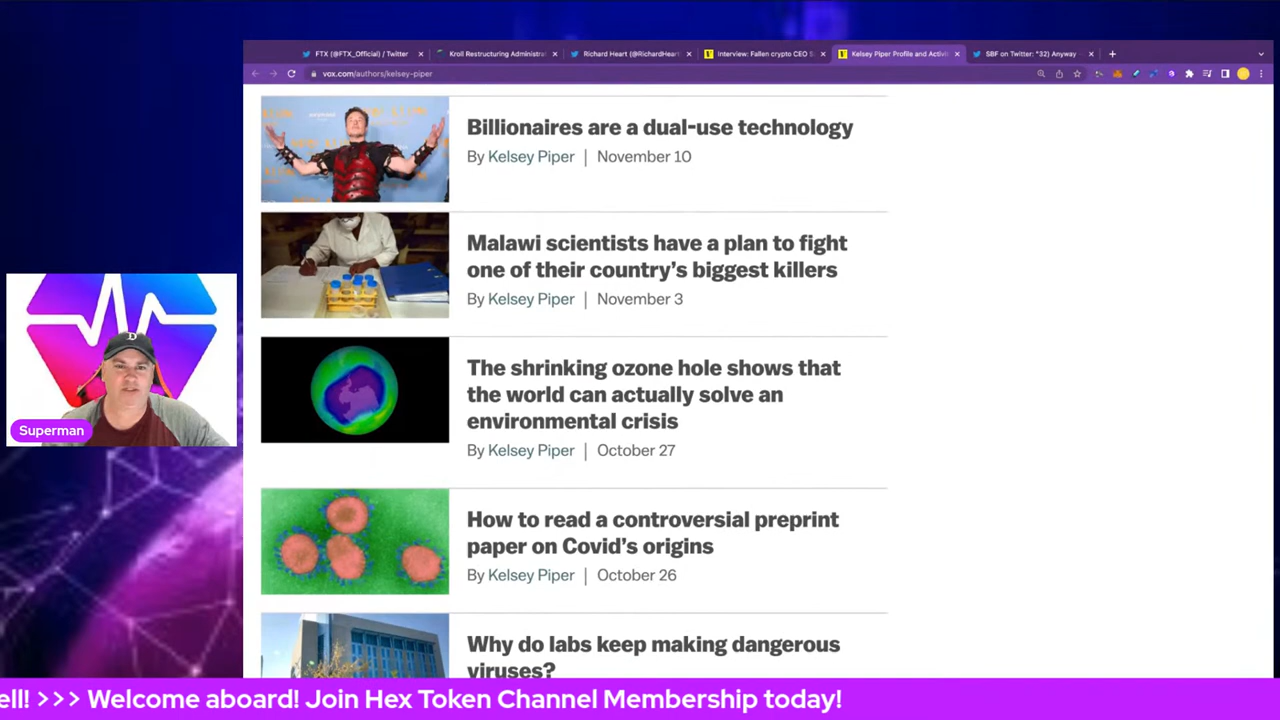 FTX (@FTX_Official) / Twitter
Kroll Restructuring Administrat
Richard Heart (@RichardHeart
Interview: Fallen crypto CEO S
Kelsey Piper Profile and Activit
SBF on Twitter: "32) Anyway
vox.com/authors/kelsey-piper
Billionaires are a dual-use technology
By Kelsey Piper | November 10
Malawi scientists have a plan to fight
one of their country's biggest killers
By Kelsey Piper | November 3
The shrinking ozone hole shows that
the world can actually solve an
environmental crisis
By Kelsey Piper | October 27
How to read a controversial preprint
paper on Covid's origins
By Kelsey Piper | October 26
Why do labs keep making dangerous
viruses?
Superman
ell! >>> Welcome aboard! Join Hex Token Channel Membership today!